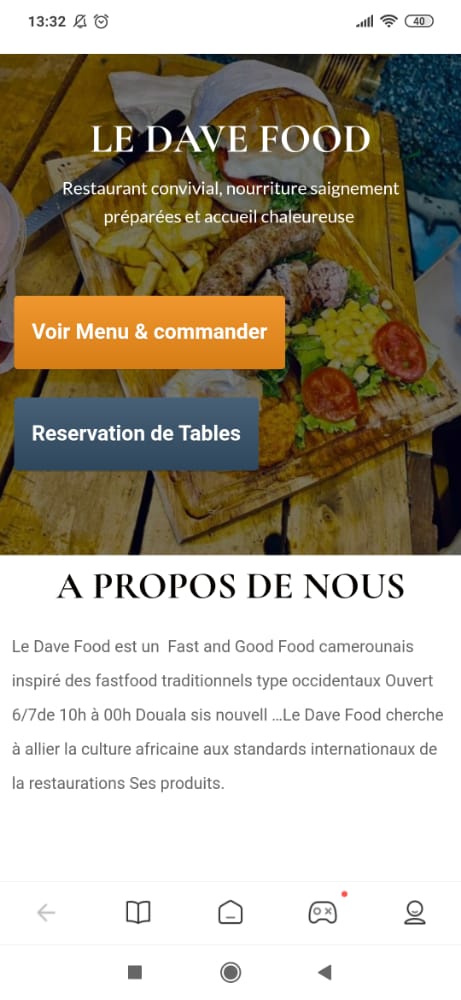 13:32
40
LE DAVE FOOD
Restaurant convivial, nourriture saignement
préparées et accueil chaleureuse
Voir Menu & commander
Reservation de Tables
A PROPOS DE NOUS
Le Dave Food est un  Fast and Good Food camerounais
inspiré des fastfood traditionnels type occidentaux Ouvert
6/7de 10h à 00h Douala sis nouvell ...Le Dave Food cherche
à allier la culture africaine aux standards internationaux de
la restaurations Ses produits.